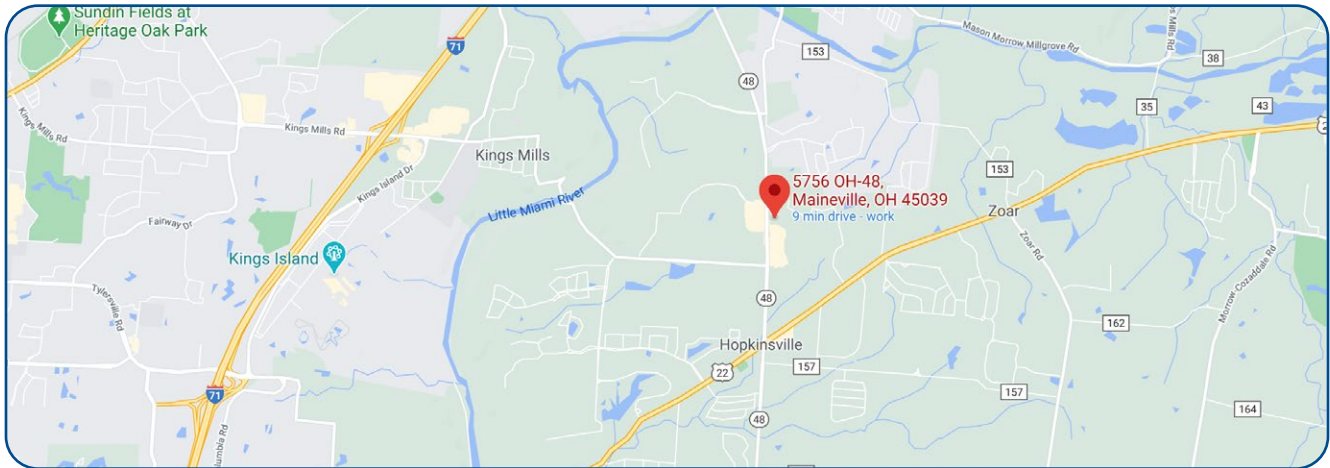 Sundin Fields at
Heritage Oak Park
71
153
48
Mason Morrow Millgrove Rd
38
35
43
Kings Mills Rd
Kings Mills Rd
Kings Mills
Kings Island Dr
153
5756 OH-48,
Maineville, OH 45039
9 min drive · work
Little Miami River
Zoar
Fairway Dr
Kings Island
Zoar Rd
Morrow Cozaddale Rd
Tylersville Rd
48
162
Hopkinsville
22
157
157
71
164
48